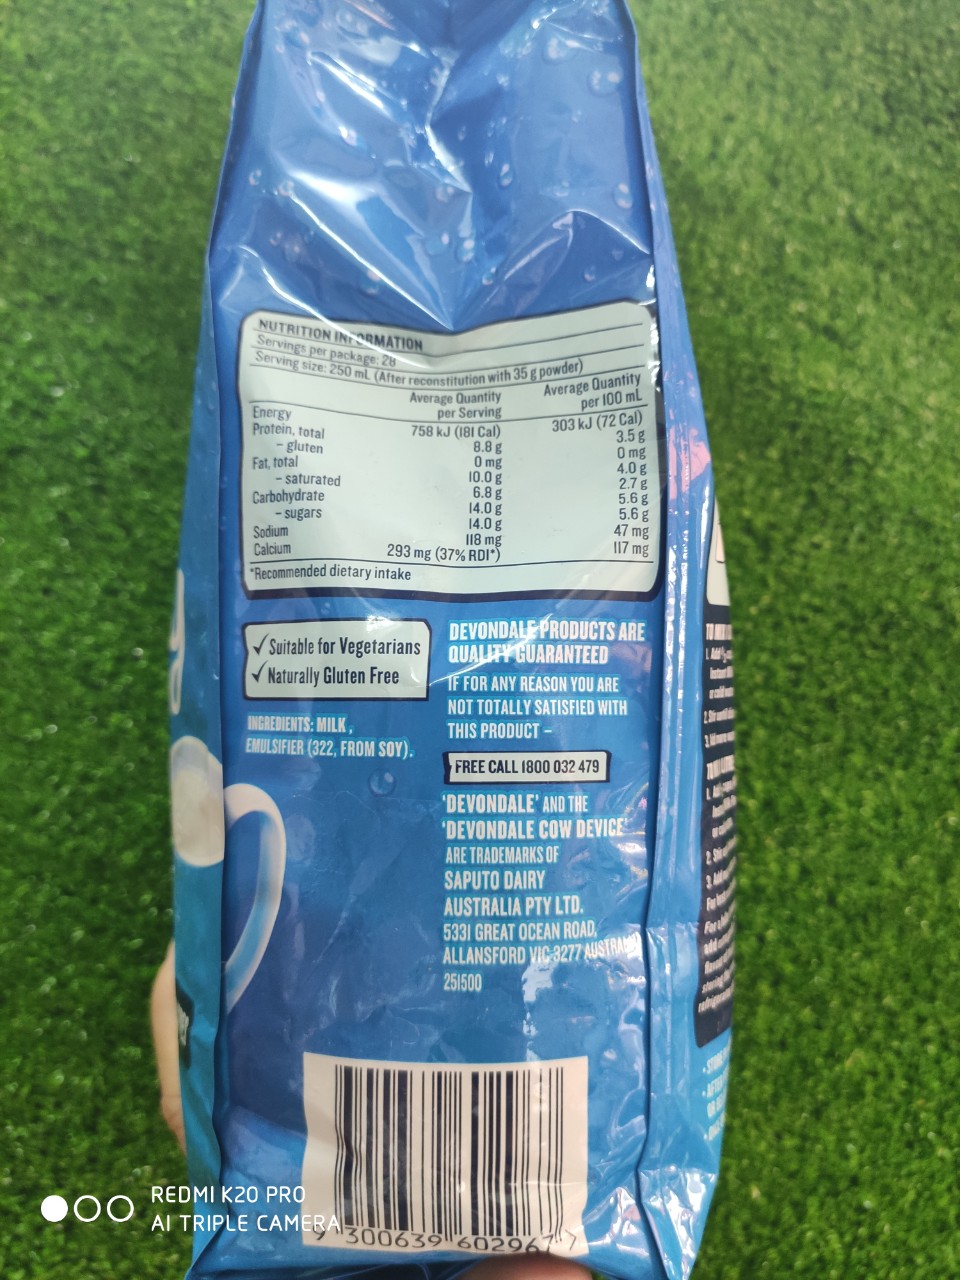 NUTRITION INFORMATION
Servings per package: 28
Serving size: 250 mL (After reconstitution with 35 g powder)
Average Quantity per Serving Average Quantity per 100 mL
Energy 758 kJ (181 Cal) 303 kJ (72 Cal)
Protein, total 8.8 g 3.5 g
- gluten 0 mg 0 mg
Fat, total 10.0 g 4.0 g
- saturated 6.8 g 2.7 g
Carbohydrate 14.0 g 5.6 g
- sugars 14.0 g 5.6 g
Sodium 118 mg 47 mg
Calcium 293 mg (37% RDI*) 117 mg
*Recommended dietary intake
✓ Suitable for Vegetarians
✓ Naturally Gluten Free
INGREDIENTS: MILK,
EMULSIFIER (322, FROM SOY).
DEVONDALE PRODUCTS ARE
QUALITY GUARANTEED
IF FOR ANY REASON YOU ARE
NOT TOTALLY SATISFIED WITH
THIS PRODUCT –
FREE CALL 1800 032 479
'DEVONDALE' AND THE
'DEVONDALE COW DEVICE'
ARE TRADEMARKS OF
SAPUTO DAIRY
AUSTRALIA PTY LTD.
5331 GREAT OCEAN ROAD,
ALLANSFORD VIC 3277 AUSTRALIA
251500
9 300639 602967
REDMI K20 PRO
AI TRIPLE CAMERA